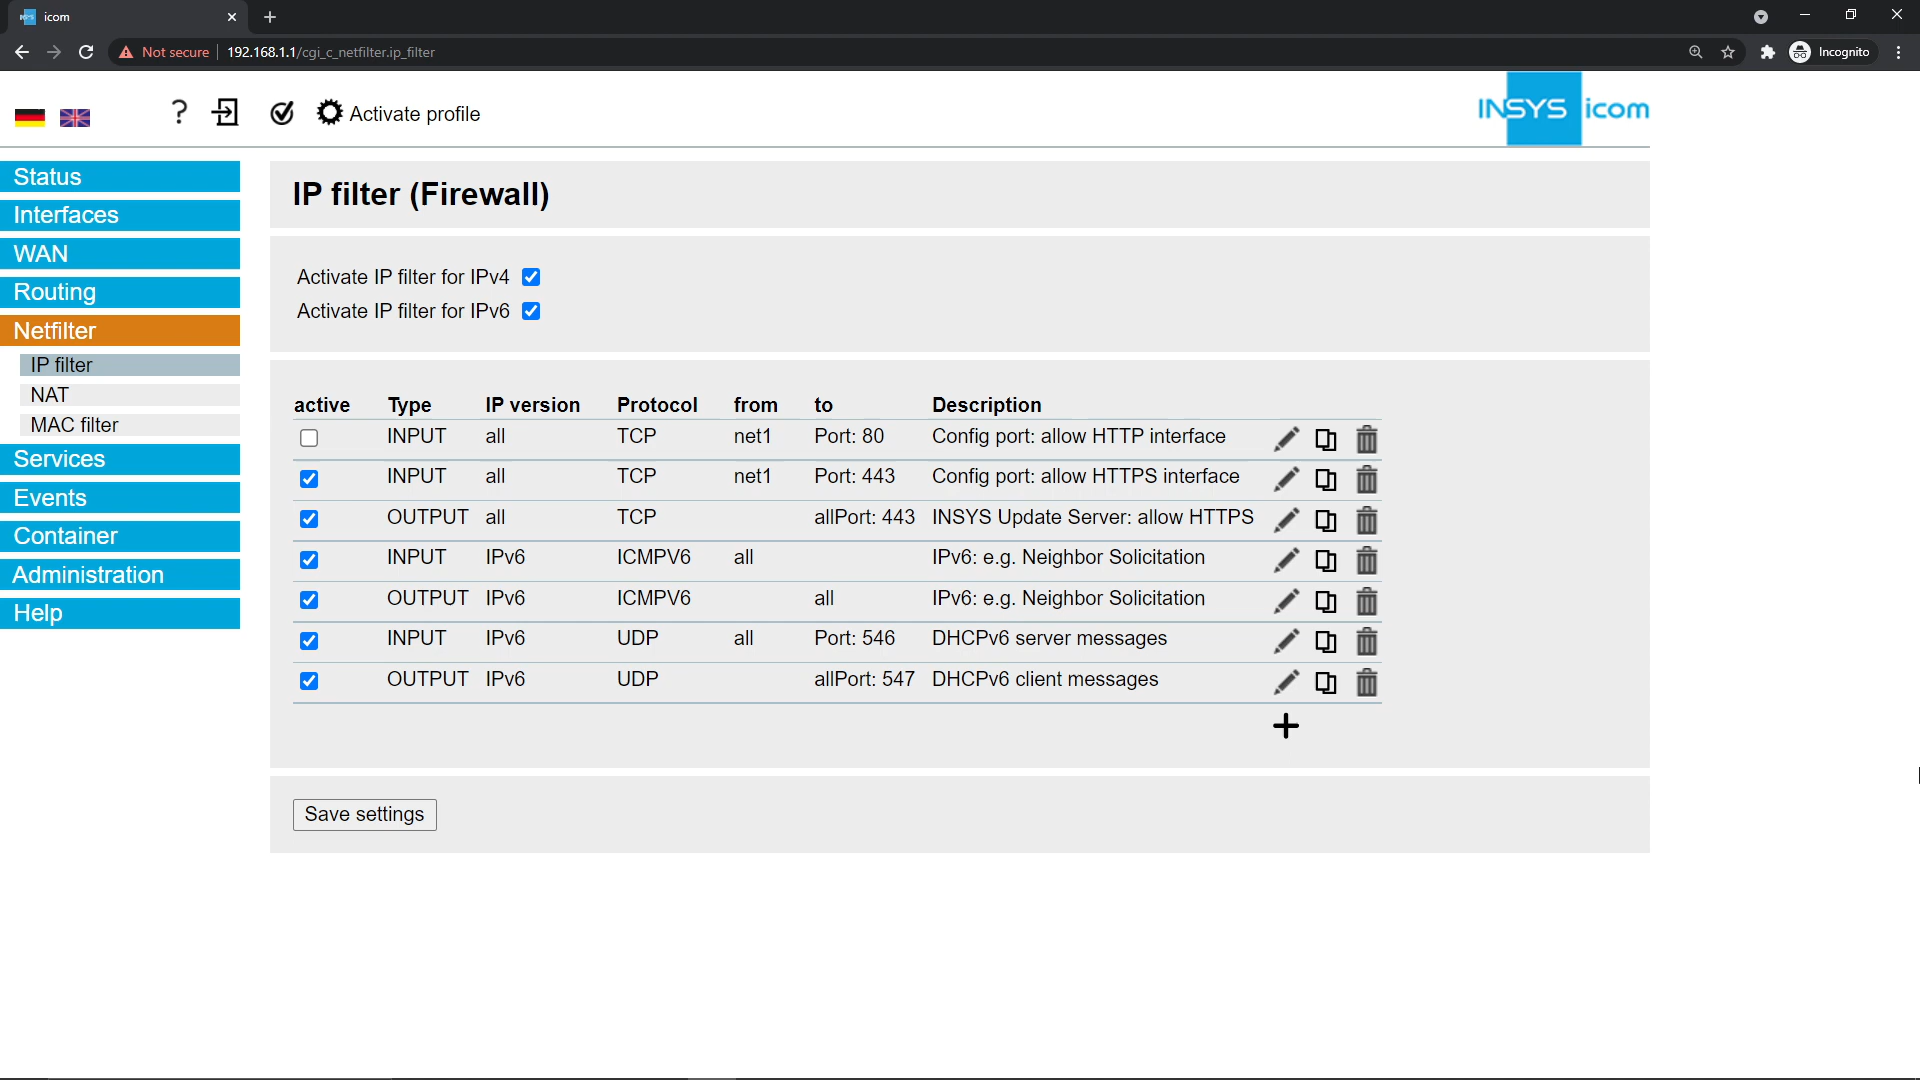 icom
Not secure 192.168.1.1/cgi_c_netfilter.ip_filter Incognito
? Activate profile
INSYS icom
Status
Interfaces
WAN
Routing
Netfilter
IP filter
NAT
MAC filter
Services
Events
Container
Administration
Help
IP filter (Firewall)
Activate IP filter for IPv4
Activate IP filter for IPv6
active Type IP version Protocol from to Description
INPUT all TCP net1 Port: 80 Config port: allow HTTP interface
INPUT all TCP net1 Port: 443 Config port: allow HTTPS interface
OUTPUT all TCP allPort: 443 INSYS Update Server: allow HTTPS
INPUT IPv6 ICMPV6 all IPv6: e.g. Neighbor Solicitation
OUTPUT IPv6 ICMPV6 all IPv6: e.g. Neighbor Solicitation
INPUT IPv6 UDP all Port: 546 DHCPv6 server messages
OUTPUT IPv6 UDP allPort: 547 DHCPv6 client messages
Save settings